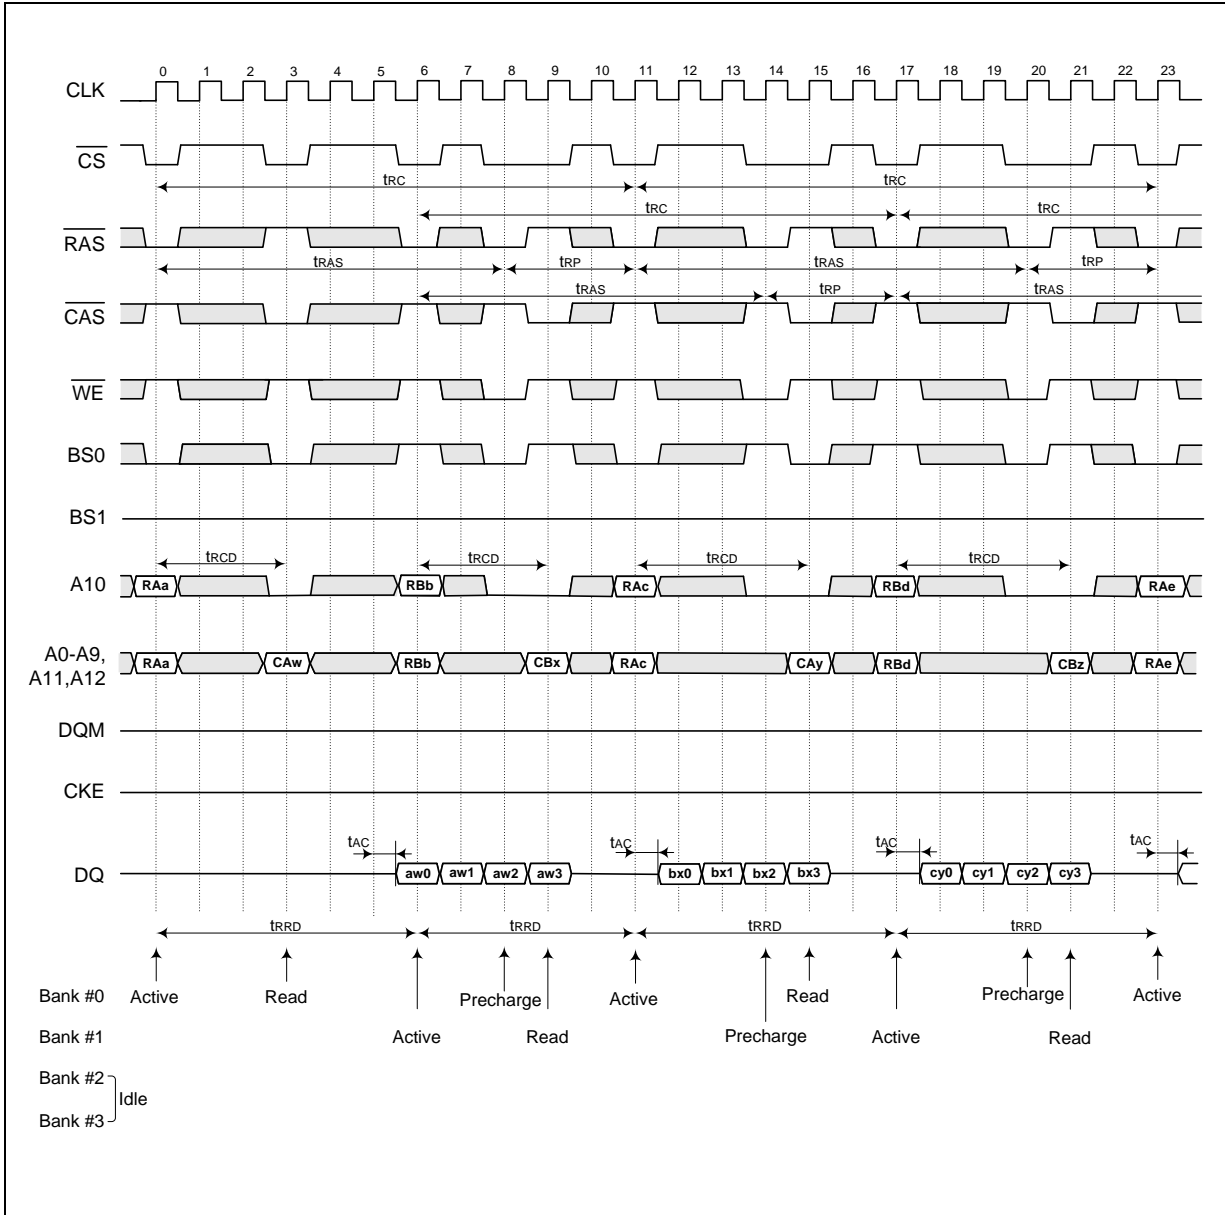 0 1 2 3 4 5 6 7 8 9 10 11 12 13 14 15 16 17 18 19 20 21 22 23
CLK
CS
tRC tRC
tRC tRC
RAS
tRAS tRP tRAS tRP
tRAS tRP tRAS
CAS
WE
BS0
BS1
tRCD tRCD tRCD tRCD
A10 RAa RBb RAc RBd RAe
A0-A9,
A11,A12
RAa CAw RBb CBx RAc CAy RBd CBz RAe
DQM
CKE
tAC tAC tAC tAC
DQ aw0 aw1 aw2 aw3 bx0 bx1 bx2 bx3 cy0 cy1 cy2 cy3
tRRD tRRD tRRD tRRD
Bank #0 Active Read Precharge Active Read Precharge Active
Bank #1 Active Read Precharge Active Read
Bank #2
Idle
Bank #3